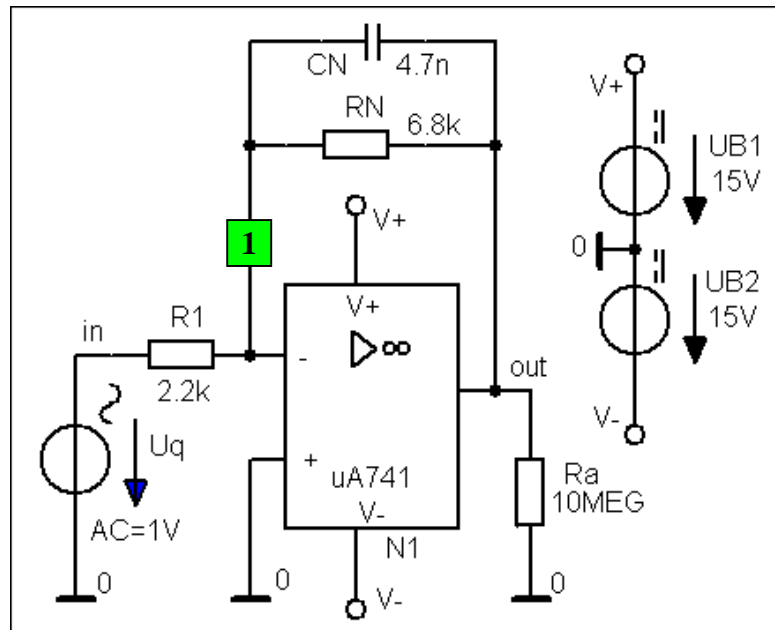 CN 4.7n
RN 6.8k
V+
1
V+
in R1
2.2k
-
∞
out
Uq
AC=1V
+
uA741
V-
N1
Ra
10MEG
0
0
0
V-
V+
UB1
15V
0
UB2
15V
V-